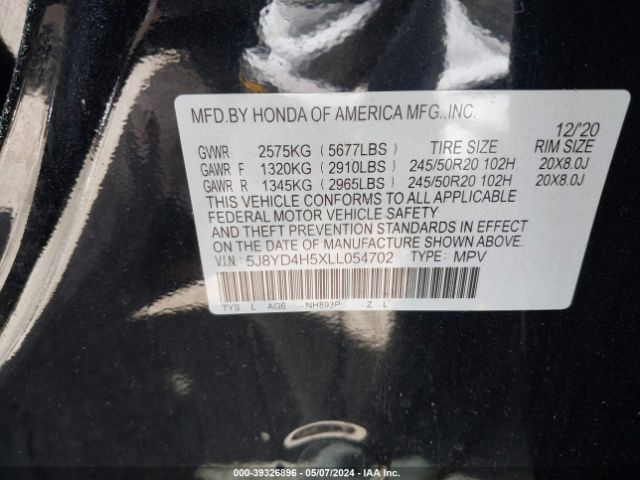 MFD.BY HONDA OF AMERICA MFG.,INC.
12/'20
GVWR 2575KG (5677LBS) TIRE SIZE RIM SIZE
GAWR F 1320KG (2910LBS) 245/50R20 102H 20X8.0J
GAWR R 1345KG (2965LBS) 245/50R20 102H 20X8.0J
THIS VEHICLE CONFORMS TO ALL APPLICABLE
FEDERAL MOTOR VEHICLE SAFETY
AND THEFT PREVENTION STANDARDS IN EFFECT
ON THE DATE OF MANUFACTURE SHOWN ABOVE.
V.I.N.: 5J8YD4H5XLL054702 TYPE: MPV
TYS L AG6 -NH893P -Z L
000-39326896 - 05/07/2024 - IAA Inc.